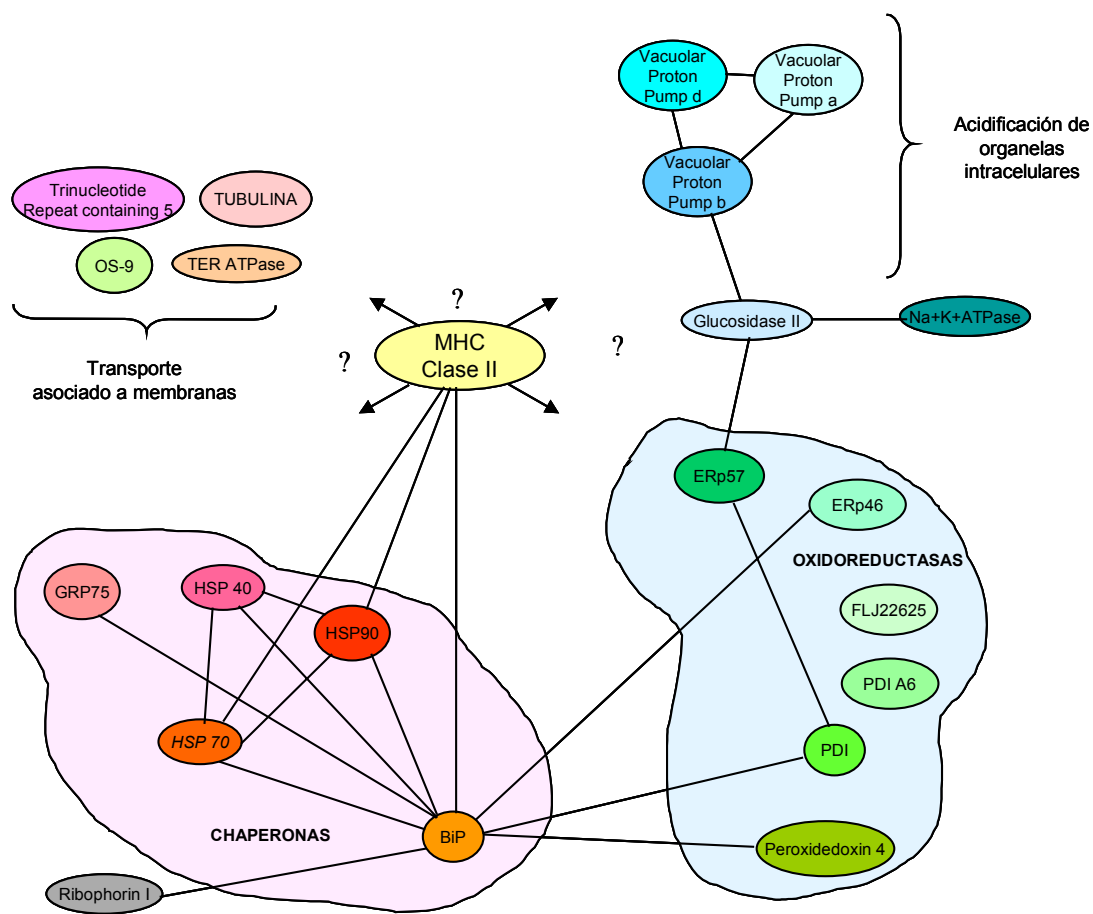 Vacuolar
Proton
Pump d
Vacuolar
Proton
Pump a
Vacuolar
Proton
Pump b
Acidificación de
organelas
intracelulares
Trinucleotide
Repeat containing 5
TUBULINA
OS-9
TER ATPase
Transporte
asociado a membranas
?
?
?
MHC
Clase II
Glucosidase II
Na+K+ATPase
ERp57
ERp46
OXIDOREDUCTASAS
FLJ22625
PDI A6
PDI
Peroxidedoxin 4
GRP75
HSP 40
HSP90
HSP 70
CHAPERONAS
BiP
Ribophorin I